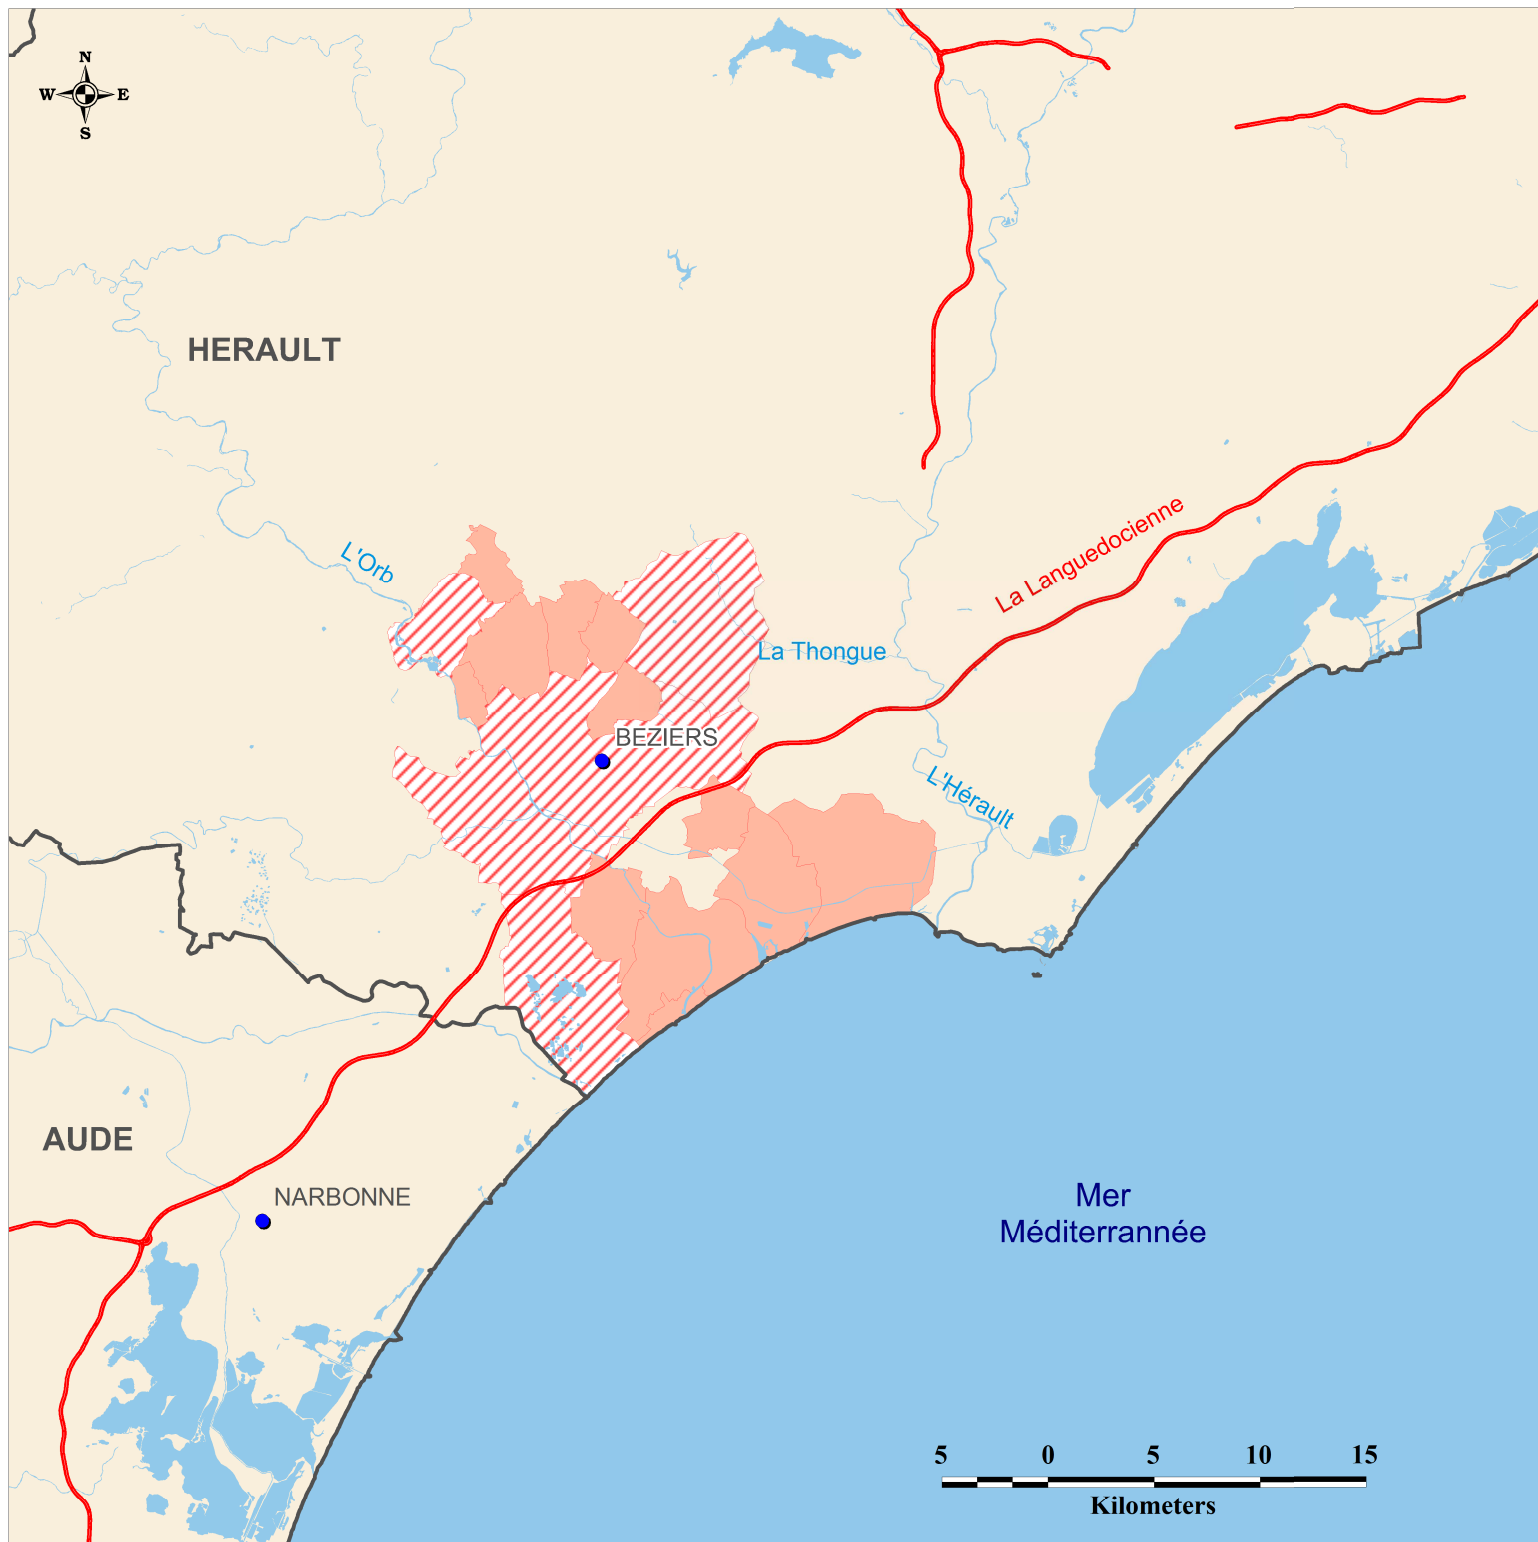 N
W E
S
HERAULT
L'Orb
La Languedocienne
La Thongue
BEZIERS
L'Hérault
AUDE
NARBONNE
Mer
Méditerrannée
5 0 5 10 15
Kilometers